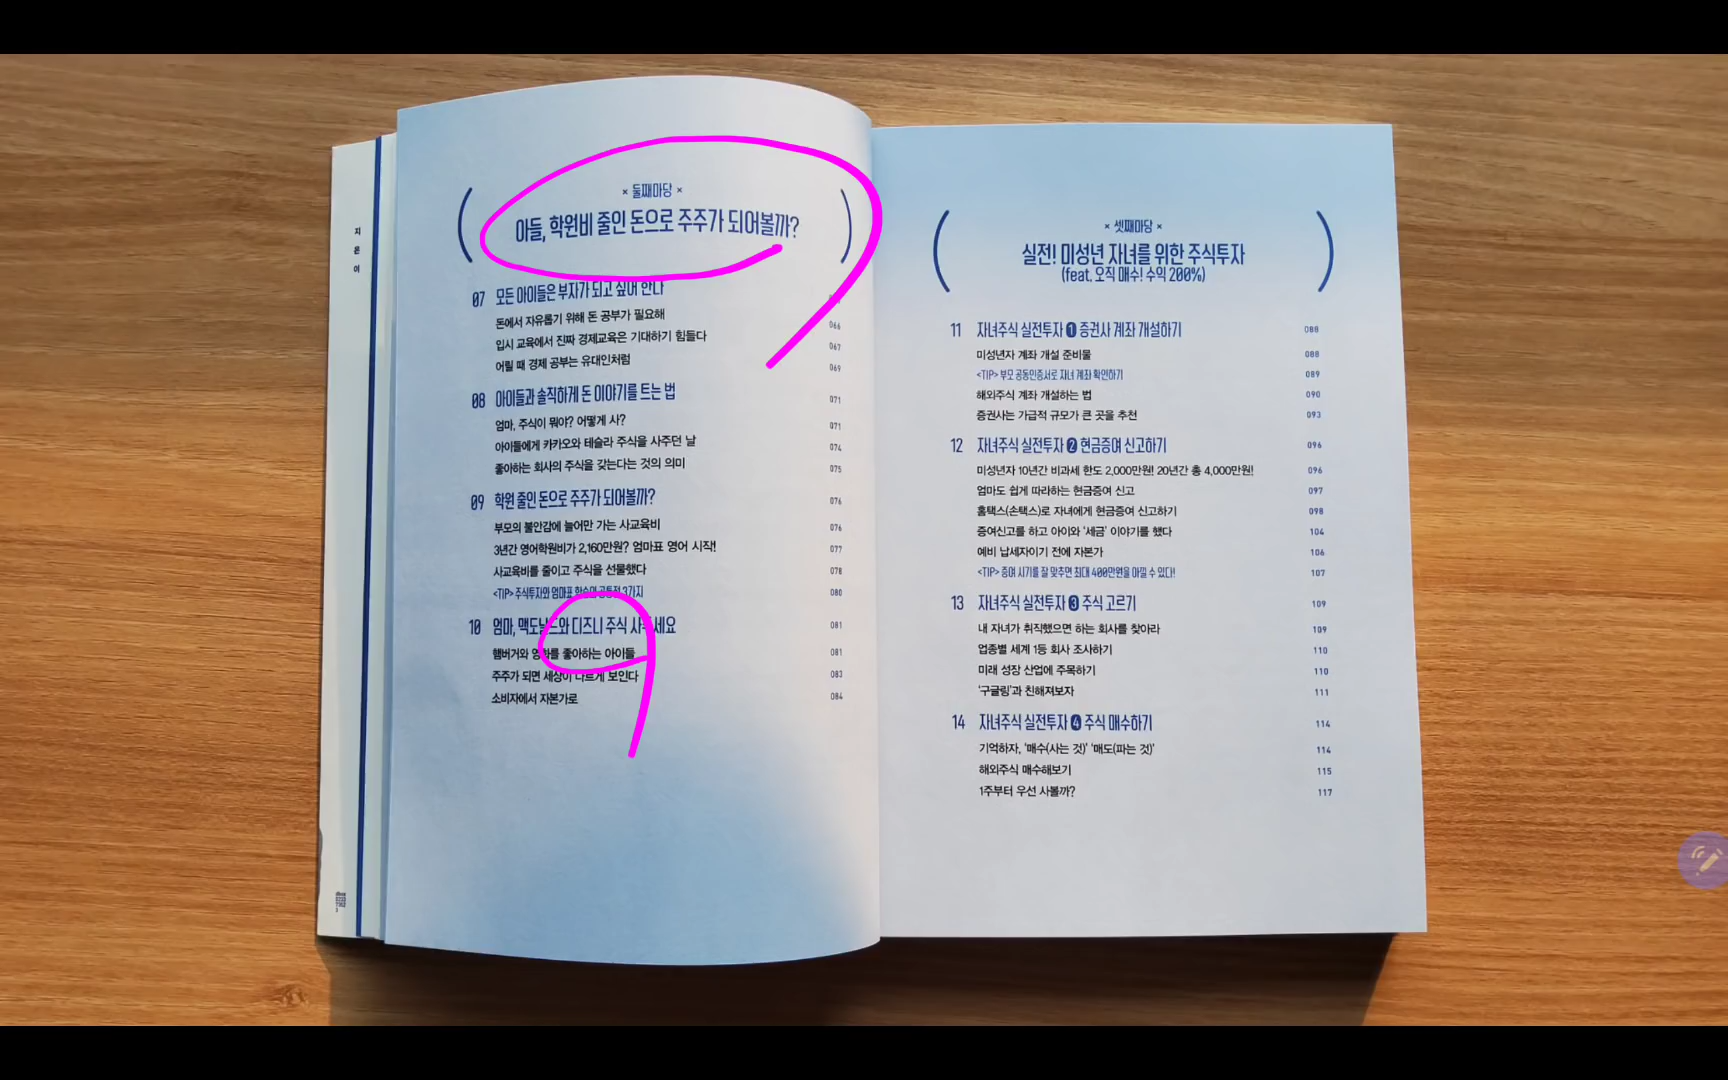 지은이
× 둘째마당 ×
아들, 학원비 줄인 돈으로 주주가 되어볼까?
07 모든 아이들은 부자가 되고 싶어 한다
돈에서 자유롭기 위해 돈 공부가 필요해 066
입시 교육에서 진짜 경제교육은 기대하기 힘들다 067
어릴 때 경제 공부는 유대인처럼 069
08 아이들과 솔직하게 돈 이야기를 트는 법 071
엄마, 주식이 뭐야? 어떻게 사? 071
아이들에게 카카오와 테슬라 주식을 사주던 날 074
좋아하는 회사의 주식을 갖는다는 것의 의미 075
09 학원 줄인 돈으로 주주가 되어볼까? 076
부모의 불안감에 늘어만 가는 사교육비 076
3년간 영어학원비가 2,160만원? 엄마표 영어 시작! 077
사교육비를 줄이고 주식을 선물했다 078
<TIP> 주식투자와 엄마표 학습의 공통점 3가지 080
10 엄마, 맥도날드와 디즈니 주식 사주세요 081
햄버거와 영화를 좋아하는 아이들 081
주주가 되면 세상이 다르게 보인다 083
소비자에서 자본가로 084
× 셋째마당 ×
실전! 미성년 자녀를 위한 주식투자
(feat. 오직 매수! 수익 200%)
11 자녀주식 실전투자 ❶ 증권사 계좌 개설하기 088
미성년자 계좌 개설 준비물 088
<TIP> 부모 공동인증서로 자녀 계좌 확인하기 089
해외주식 계좌 개설하는 법 090
증권사는 가급적 규모가 큰 곳을 추천 093
12 자녀주식 실전투자 ❷ 현금증여 신고하기 096
미성년자 10년간 비과세 한도 2,000만원! 20년간 총 4,000만원! 096
엄마도 쉽게 따라하는 현금증여 신고 097
홈택스(손택스)로 자녀에게 현금증여 신고하기 098
증여신고를 하고 아이와 '세금' 이야기를 했다 104
예비 납세자이기 전에 자본가 106
<TIP> 증여 시기를 잘 맞추면 최대 400만원을 아낄 수 있다! 107
13 자녀주식 실전투자 ❸ 주식 고르기 109
내 자녀가 취직했으면 하는 회사를 찾아라 109
업종별 세계 1등 회사 조사하기 110
미래 성장 산업에 주목하기 110
'구글링'과 친해져보자 111
14 자녀주식 실전투자 ❹ 주식 매수하기 114
기억하자, '매수(사는 것)' '매도(파는 것)' 114
해외주식 매수해보기 115
1주부터 우선 사볼까? 117